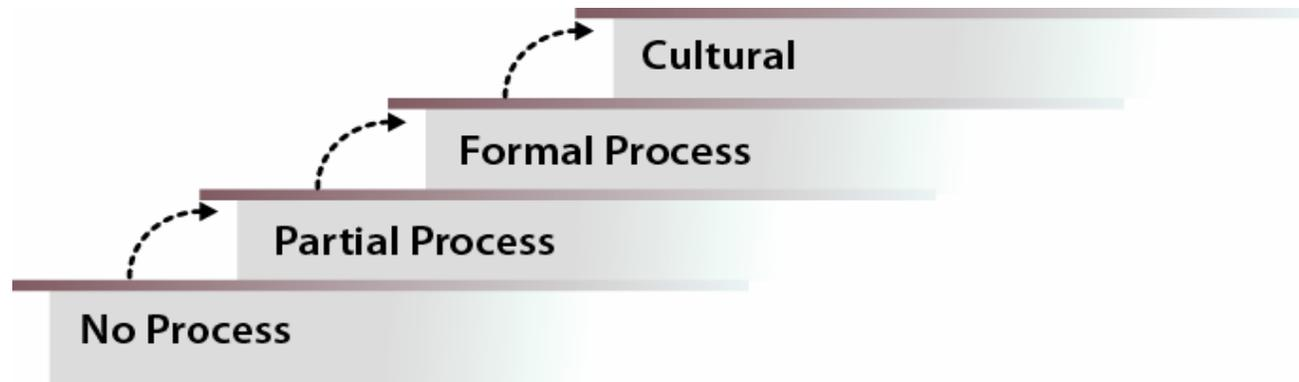 Cultural
Formal Process
Partial Process
No Process